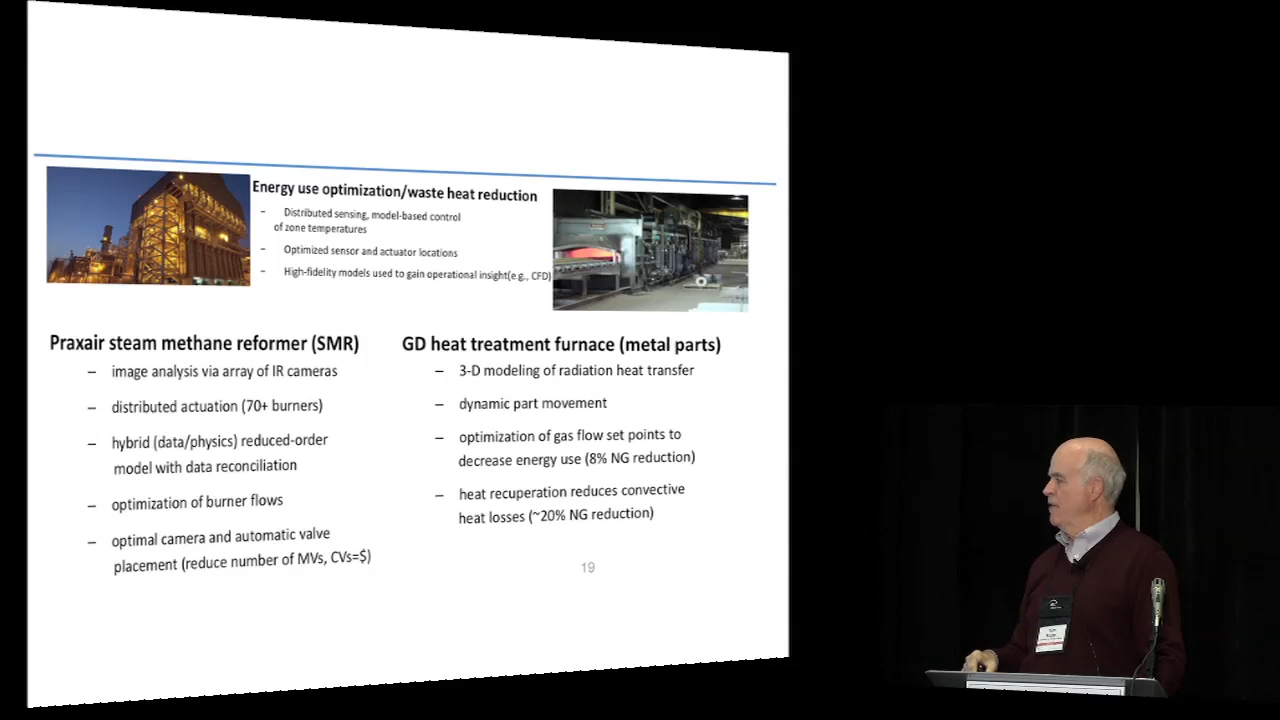 Energy use optimization/waste heat reduction
– Distributed sensing, model-based control
of zone temperatures
– Optimized sensor and actuator locations
– High-fidelity models used to gain operational insight(e.g., CFD)
Praxair steam methane reformer (SMR)
– image analysis via array of IR cameras
– distributed actuation (70+ burners)
– hybrid (data/physics) reduced-order
model with data reconciliation
– optimization of burner flows
– optimal camera and automatic valve
placement (reduce number of MVs, CVs=$)
GD heat treatment furnace (metal parts)
– 3-D modeling of radiation heat transfer
– dynamic part movement
– optimization of gas flow set points to
decrease energy use (8% NG reduction)
– heat recuperation reduces convective
heat losses (~20% NG reduction)
19